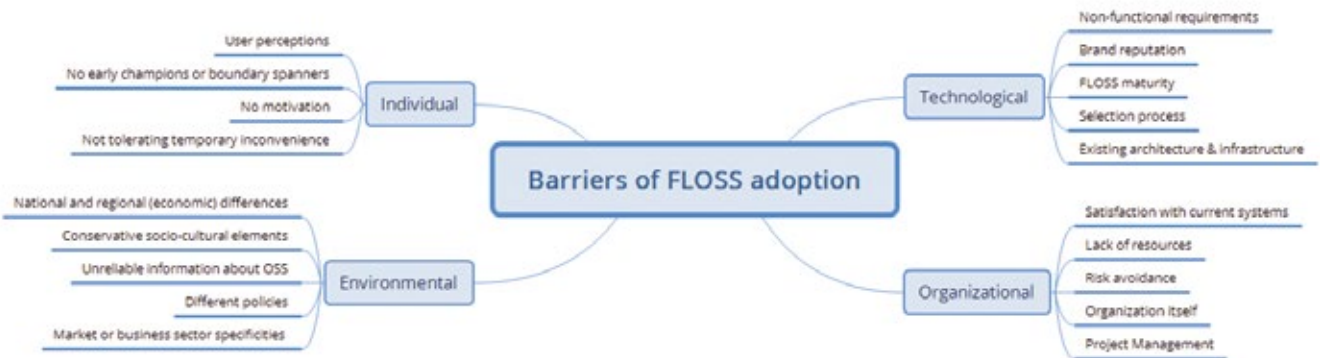 Barriers of FLOSS adoption
Individual
User perceptions
No early champions or boundary spanners
No motivation
Not tolerating temporary inconvenience
Environmental
National and regional (economic) differences
Conservative socio-cultural elements
Unreliable information about OSS
Different policies
Market or business sector specificities
Technological
Non-functional requirements
Brand reputation
FLOSS maturity
Selection process
Existing architecture & infrastructure
Organizational
Satisfaction with current systems
Lack of resources
Risk avoidance
Organization itself
Project Management